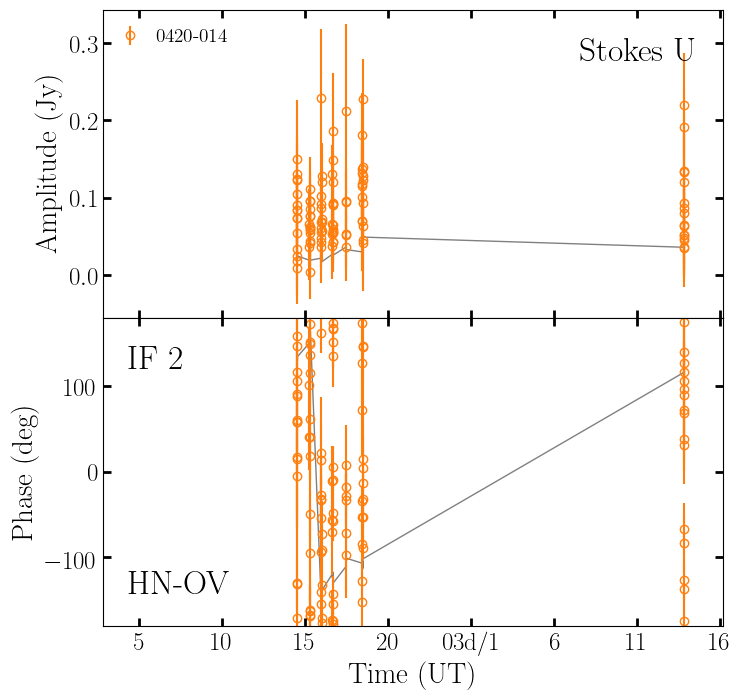 0420-014
Stokes U
0.3
0.2
0.1
0.0
Amplitude (Jy)
IF 2
100
0
−100
Phase (deg)
HN-OV
5 10 15 20 03d/1 6 11 16
Time (UT)